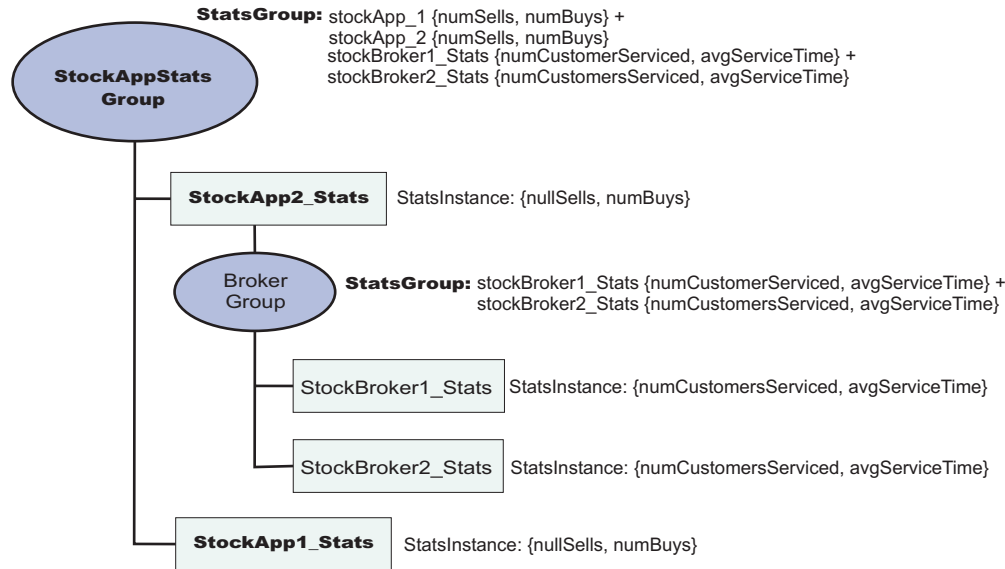 StatsGroup: stockApp_1 {numSells, numBuys} +
stockApp_2 {numSells, numBuys}
stockBroker1_Stats {numCustomerServiced, avgServiceTime} +
stockBroker2_Stats {numCustomersServiced, avgServiceTime}
StockAppStats
Group
StockApp2_Stats StatsInstance: {nullSells, numBuys}
Broker
Group
StatsGroup: stockBroker1_Stats {numCustomerServiced, avgServiceTime} +
stockBroker2_Stats {numCustomersServiced, avgServiceTime}
StockBroker1_Stats StatsInstance: {numCustomersServiced, avgServiceTime}
StockBroker2_Stats StatsInstance: {numCustomersServiced, avgServiceTime}
StockApp1_Stats StatsInstance: {nullSells, numBuys}